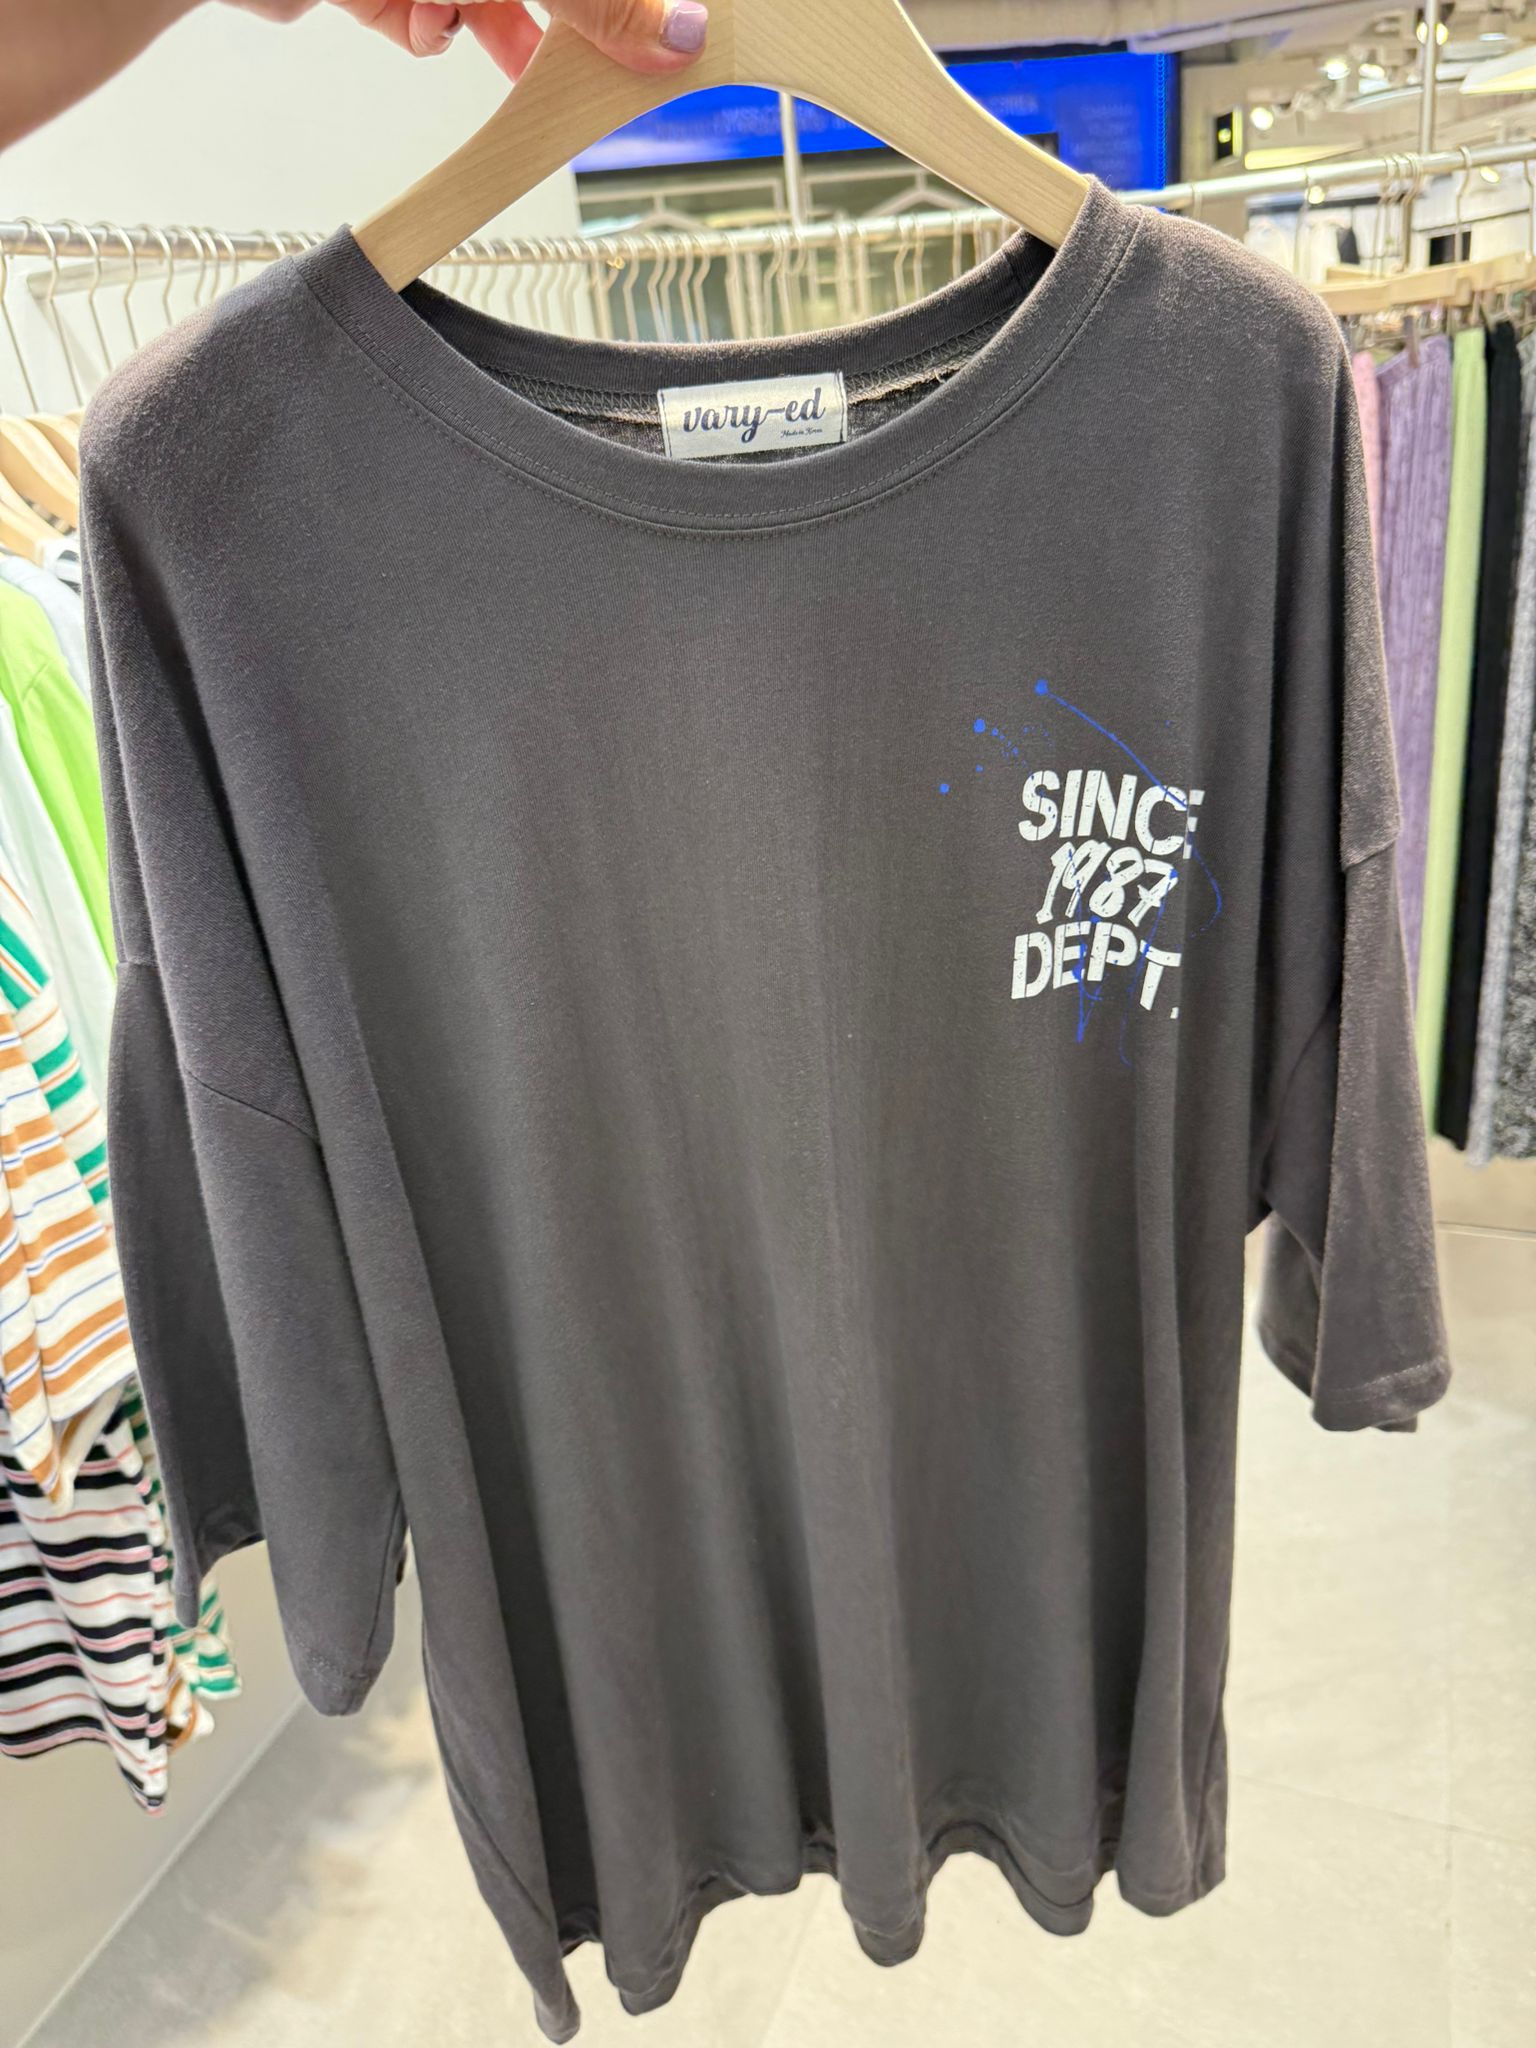 vary-ed
Made in Korea
SINCE
1987
DEPT.